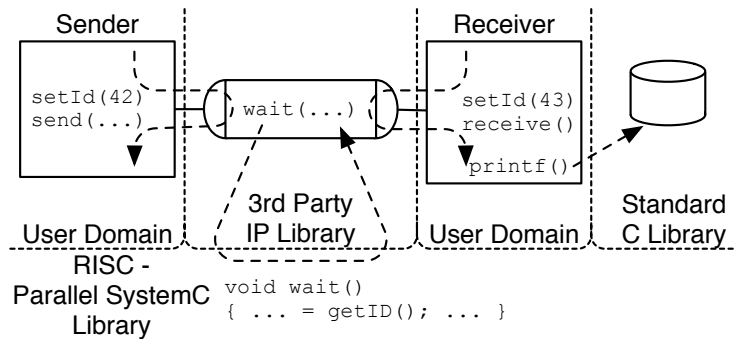 Sender
Receiver
setId(42)
send(...)
wait(...)
setId(43)
receive()
printf()
User Domain
3rd Party
IP Library
User Domain
Standard
C Library
RISC -
Parallel SystemC
Library
void wait()
{ ... = getID(); ... }